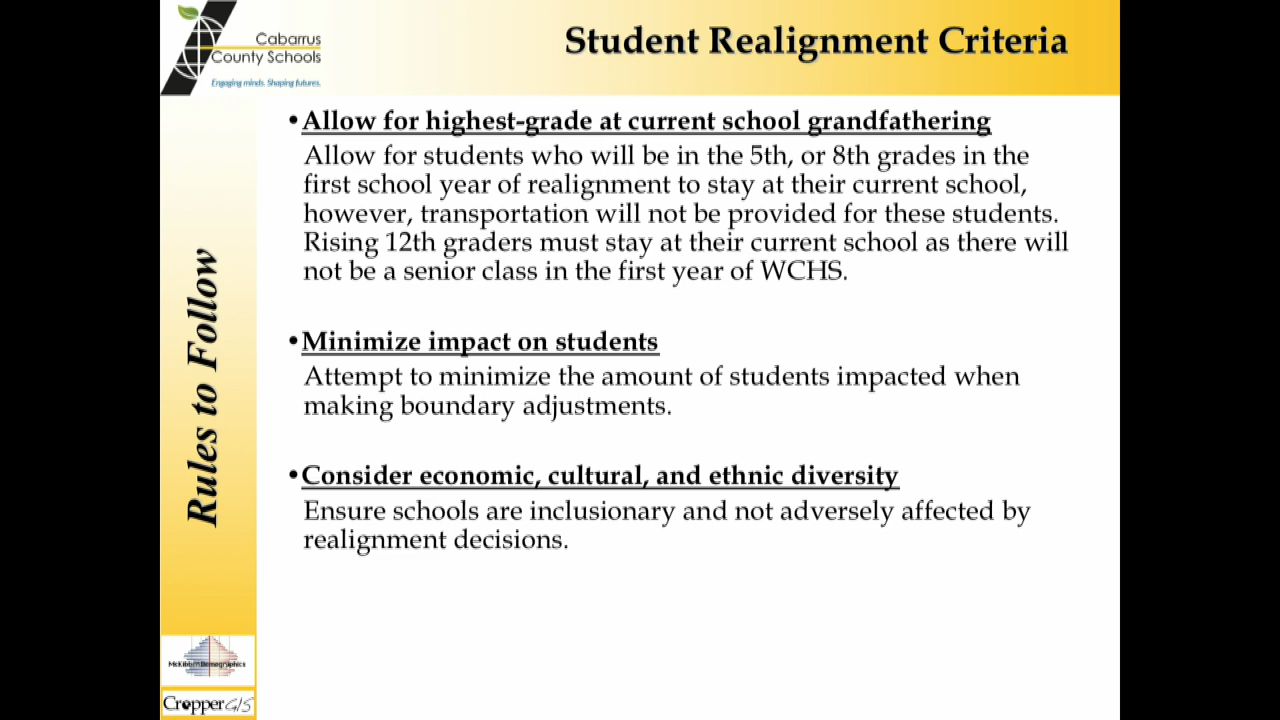 Cabarrus
County Schools
Engaging minds. Shaping futures.
Student Realignment Criteria
Rules to Follow
•Allow for highest-grade at current school grandfathering
Allow for students who will be in the 5th, or 8th grades in the
first school year of realignment to stay at their current school,
however, transportation will not be provided for these students.
Rising 12th graders must stay at their current school as there will
not be a senior class in the first year of WCHS.
•Minimize impact on students
Attempt to minimize the amount of students impacted when
making boundary adjustments.
•Consider economic, cultural, and ethnic diversity
Ensure schools are inclusionary and not adversely affected by
realignment decisions.
McKibben Demographics
Cropper GIS